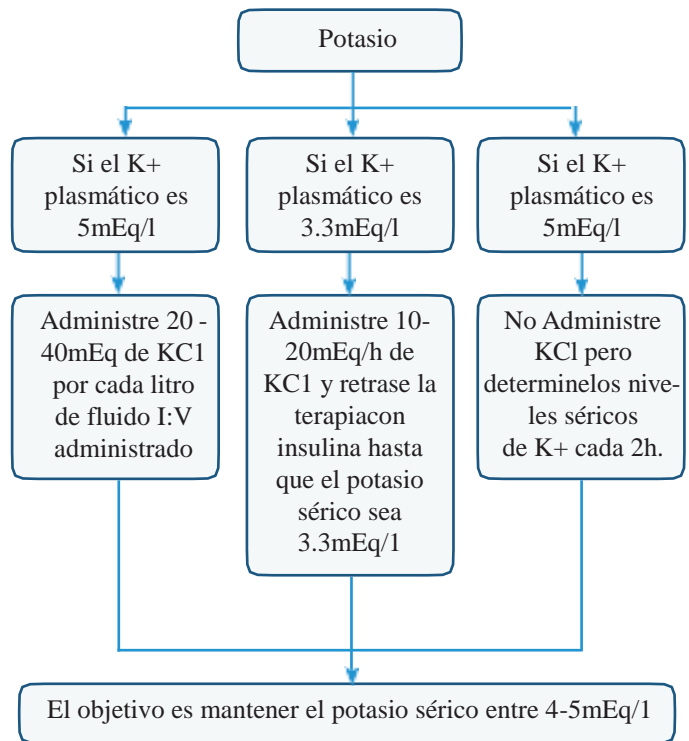 Potasio
Si el K+
plasmático es
5mEq/l
Si el K+
plasmático es
3.3mEq/l
Si el K+
plasmático es
5mEq/l
Administre 20 -
40mEq de KC1
por cada litro
de fluido I:V
administrado
Administre 10-
20mEq/h de
KC1 y retrase la
terapiacon
insulina hasta
que el potasio
sérico sea
3.3mEq/1
No Administre
KCl pero
determinelos nive-
les séricos
de K+ cada 2h.
El objetivo es mantener el potasio sérico entre 4-5mEq/1